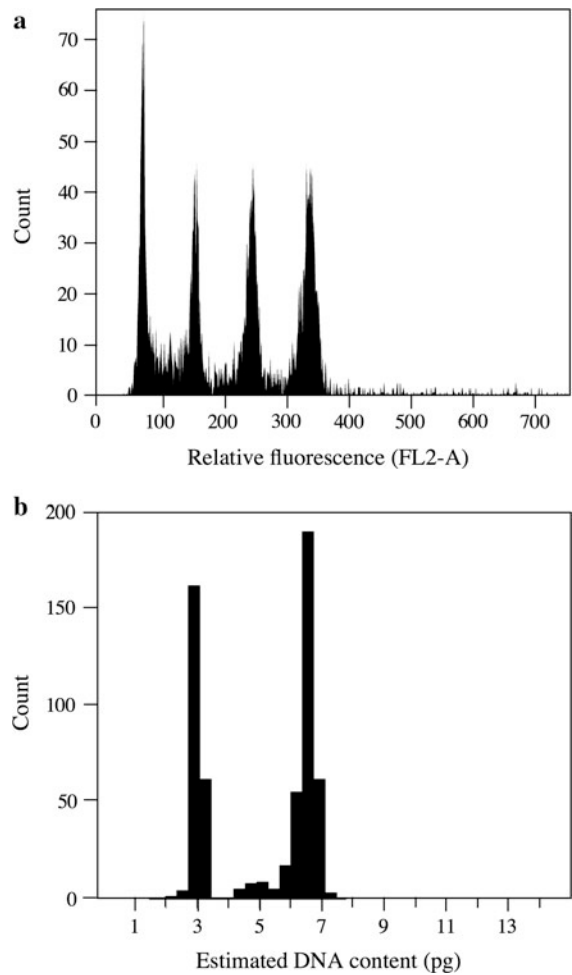 a
70
60
50
40
30
20
10
0
Count
0 100 200 300 400 500 600 700
Relative fluorescence (FL2-A)
b
200
150
100
50
0
Count
1 3 5 7 9 11 13
Estimated DNA content (pg)